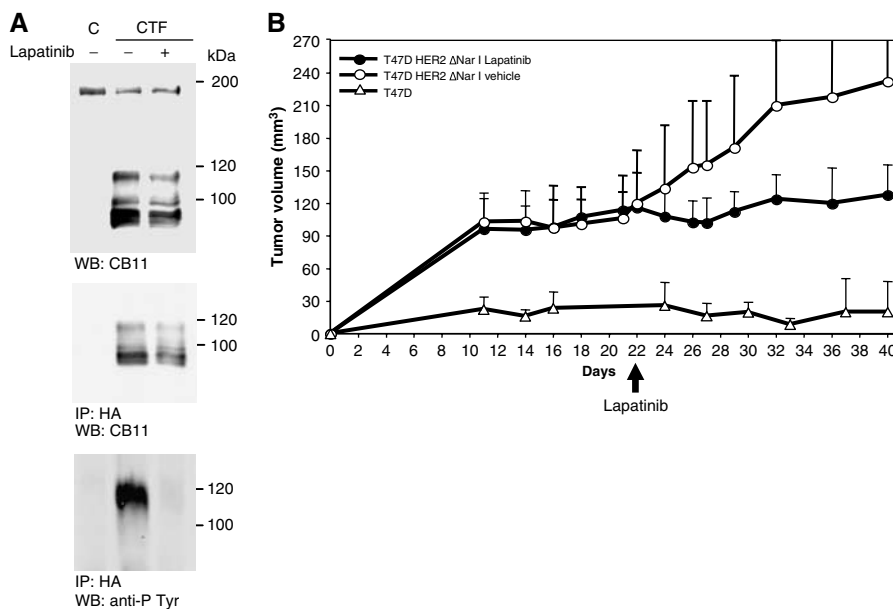 A
C CTF
Lapatinib – – + kDa
200
120
100
WB: CB11
120
100
IP: HA
WB: CB11
120
100
IP: HA
WB: anti-P Tyr
B
Tumor volume (mm³)
270
240
210
180
150
120
90
60
30
0
T47D HER2 ΔNar I Lapatinib
T47D HER2 ΔNar I vehicle
T47D
0 2 4 6 8 10 12 14 16 18 20 22 24 26 28 30 32 34 36 38 40
Days
Lapatinib